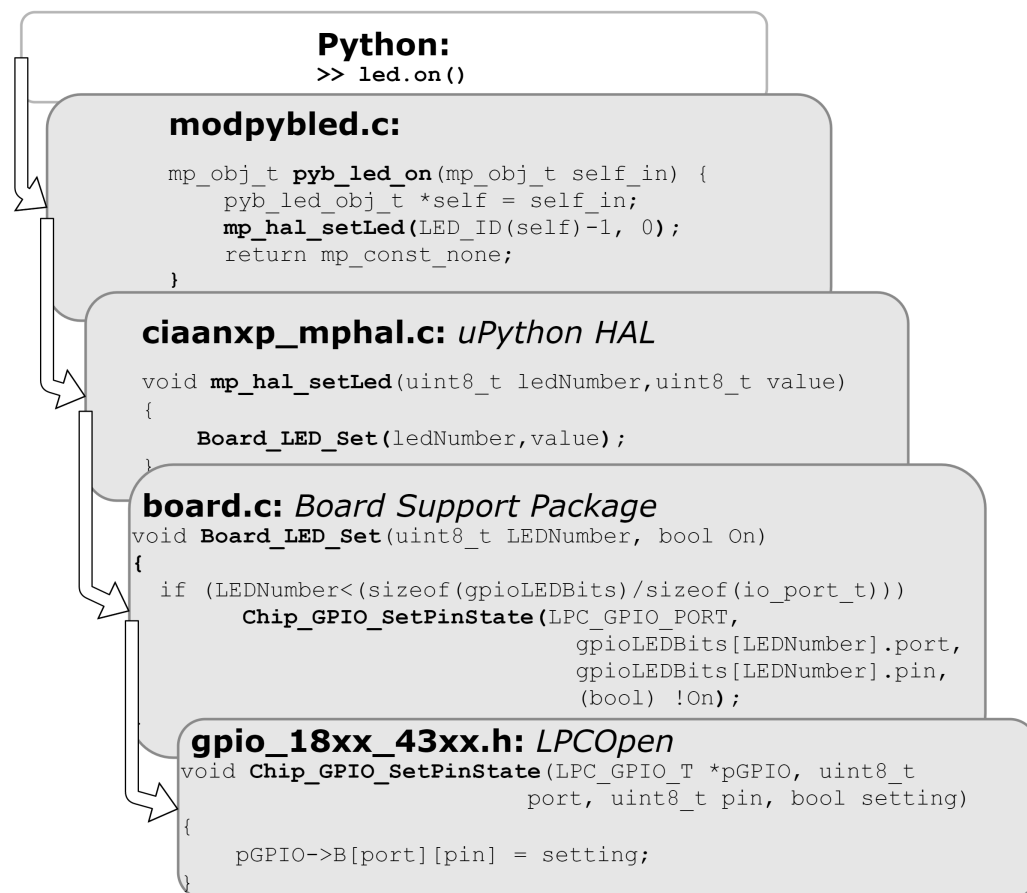 Python:
>> led.on()
modpybled.c:
mp_obj_t pyb_led_on(mp_obj_t self_in) {
    pyb_led_obj_t *self = self_in;
    mp_hal_setLed(LED_ID(self)-1, 0);
    return mp_const_none;
}
ciaanxp_mphal.c: uPython HAL
void mp_hal_setLed(uint8_t ledNumber,uint8_t value)
{
    Board_LED_Set(ledNumber,value);
}
board.c: Board Support Package
void Board_LED_Set(uint8_t LEDNumber, bool On)
{
  if (LEDNumber<(sizeof(gpioLEDBits)/sizeof(io_port_t)))
       Chip_GPIO_SetPinState(LPC_GPIO_PORT,
                             gpioLEDBits[LEDNumber].port,
                             gpioLEDBits[LEDNumber].pin,
                             (bool) !On);
gpio_18xx_43xx.h: LPCOpen
void Chip_GPIO_SetPinState(LPC_GPIO_T *pGPIO, uint8_t
                      port, uint8_t pin, bool setting)
{
    pGPIO->B[port][pin] = setting;
}